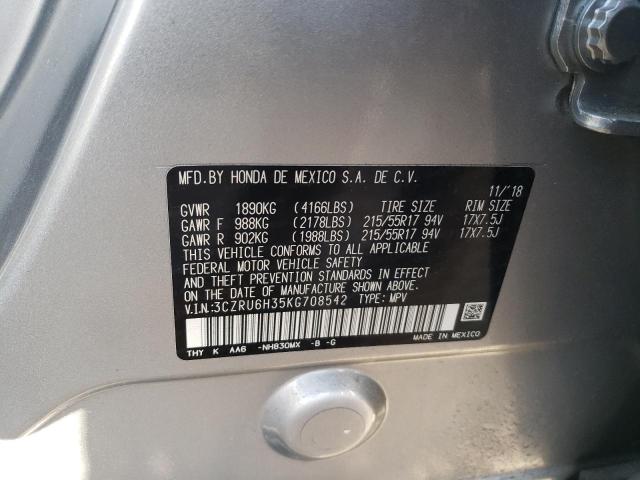 MFD.BY HONDA DE MEXICO S.A. DE C.V. 11/'18
GVWR 1890KG (4166LBS) TIRE SIZE RIM SIZE
GAWR F 988KG (2178LBS) 215/55R17 94V 17X7.5J
GAWR R 902KG (1988LBS) 215/55R17 94V 17X7.5J
THIS VEHICLE CONFORMS TO ALL APPLICABLE
FEDERAL MOTOR VEHICLE SAFETY
AND THEFT PREVENTION STANDARDS IN EFFECT
ON THE DATE OF MANUFACTURE SHOWN ABOVE.
V.I.N.:3CZRU6H35KG708542 TYPE: MPV
THY K AA6 -NH830MX -B -G MADE IN MEXICO